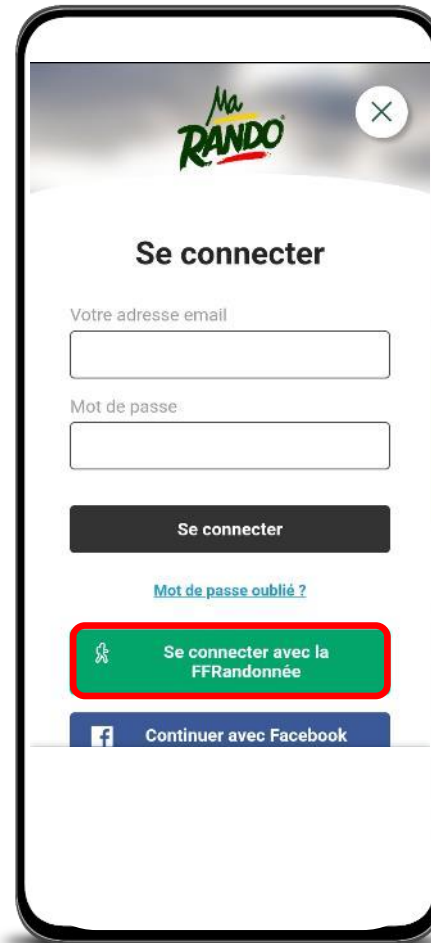 Ma
RANDO
Se connecter
Votre adresse email
Mot de passe
Se connecter
Mot de passe oublié ?
Se connecter avec la
FFRandonnée
Continuer avec Facebook